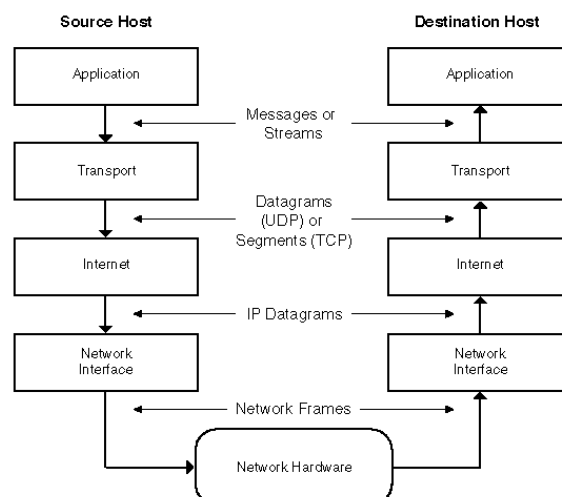 Source Host
Destination Host
Application
Application
Messages or
Streams
Transport
Transport
Datagrams
(UDP) or
Segments (TCP)
Internet
Internet
IP Datagrams
Network
Interface
Network
Interface
Network Frames
Network Hardware